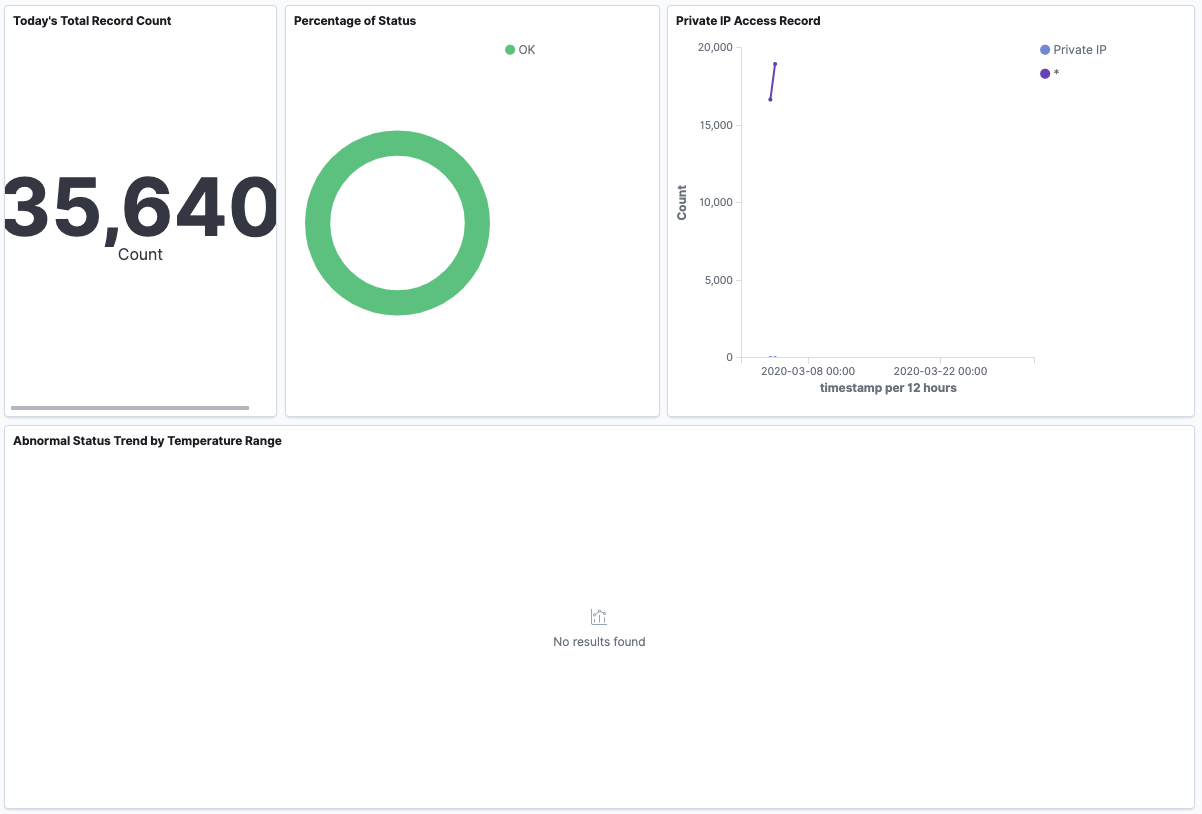 Today's Total Record Count
35,640
Count
Percentage of Status
OK
Private IP Access Record
20,000
15,000
10,000
5,000
0
Count
2020-03-08 00:00
2020-03-22 00:00
timestamp per 12 hours
Private IP
*
Abnormal Status Trend by Temperature Range
No results found